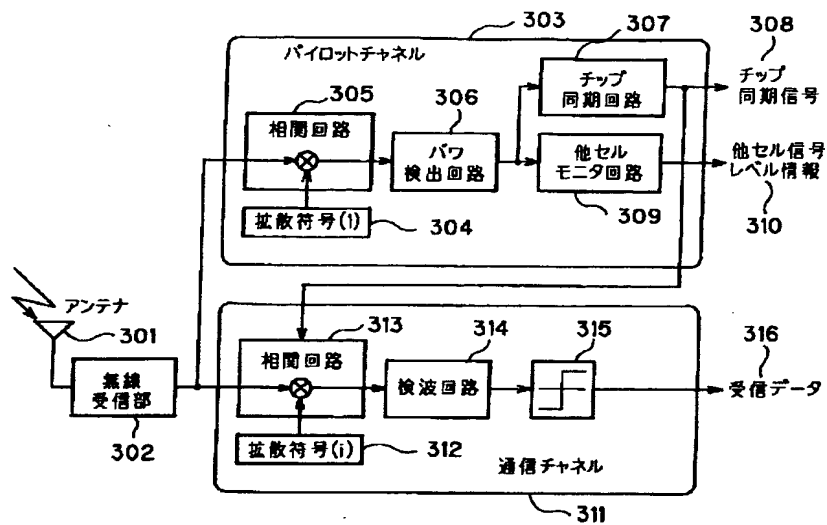 303
307
308
パイロットチャネル
チップ
同期回路
チップ
同期信号
305
相関回路
306
パワ
検出回路
他セル
モニタ回路
他セル信号
レベル情報
拡散符号(1)
304
309
310
アンテナ
301
無線
受信部
302
313
相関回路
314
検波回路
315
316
受信データ
拡散符号(i)
312
通信チャネル
311